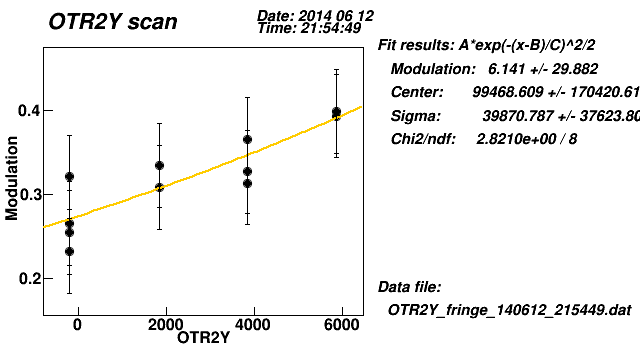 OTR2Y scan
Date: 2014 06 12
Time: 21:54:49
Fit results: A*exp(-(x-B)/C)^2/2
Modulation: 6.141 +/- 29.882
Center: 99468.609 +/- 170420.61
Sigma: 39870.787 +/- 37623.80
Chi2/ndf: 2.8210e+00 / 8
Modulation
0.4
0.3
0.2
0 2000 4000 6000
OTR2Y
Data file:
OTR2Y_fringe_140612_215449.dat